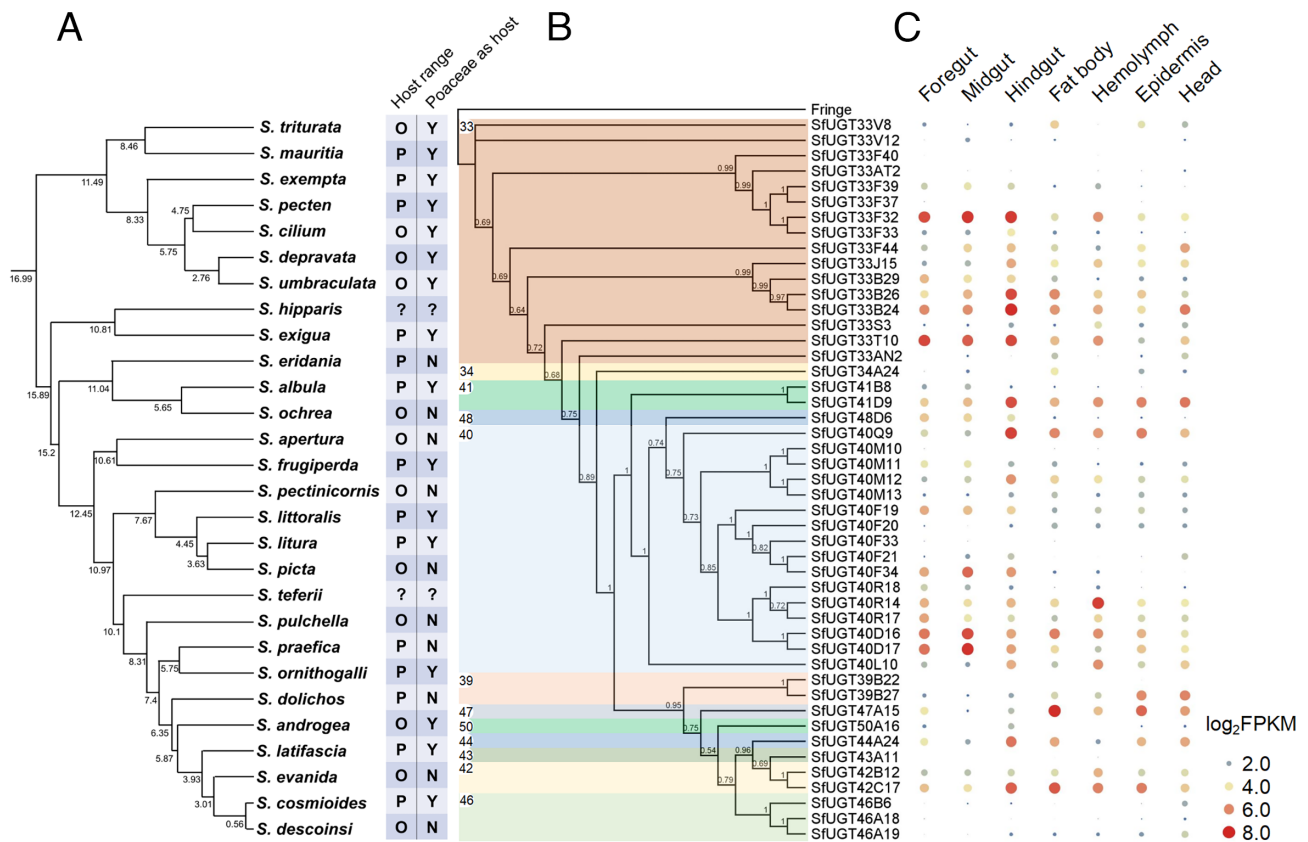 A
B
C
Host range
Poaceae as host
Foregut
Midgut
Hindgut
Fat body
Hemolymph
Epidermis
Head
S. triturata O Y
S. mauritia P Y
S. exempta P Y
S. pecten P Y
S. cilium O Y
S. depravata O Y
S. umbraculata O Y
S. hipparis ? ?
S. exigua P Y
S. eridania P N
S. albula P Y
S. ochrea O N
S. apertura O N
S. frugiperda P Y
S. pectinicornis O N
S. littoralis P Y
S. litura P Y
S. picta O N
S. teferii ? ?
S. pulchella O N
S. praefica P N
S. ornithogalli P Y
S. dolichos P N
S. androgea O Y
S. latifascia P Y
S. evanida O N
S. cosmioides P Y
S. descoinsi O N
8.46
11.49
8.33
4.75
5.75
2.76
16.99
10.81
15.89
11.04
5.65
15.2
10.61
12.45
7.67
4.45
3.63
10.97
10.1
8.31
5.75
7.4
6.35
5.87
3.93
3.01
0.56
33
34
41
48
40
39
47
50
44
43
42
46
0.99
0.99
1
1
0.69
0.69
0.99
0.99
0.97
0.64
0.72
0.68
0.75
0.89
1
1
0.74
0.75
1
1
1
0.73
1
1
0.82
1
0.85
1
1
0.72
1
1
1
1
0.95
0.75
0.54
0.96
0.69
1
0.79
1
1
Fringe
SfUGT33V8
SfUGT33V12
SfUGT33F40
SfUGT33AT2
SfUGT33F39
SfUGT33F37
SfUGT33F32
SfUGT33F33
SfUGT33F44
SfUGT33J15
SfUGT33B29
SfUGT33B26
SfUGT33B24
SfUGT33S3
SfUGT33T10
SfUGT33AN2
SfUGT34A24
SfUGT41B8
SfUGT41D9
SfUGT48D6
SfUGT40Q9
SfUGT40M10
SfUGT40M11
SfUGT40M12
SfUGT40M13
SfUGT40F19
SfUGT40F20
SfUGT40F33
SfUGT40F21
SfUGT40F34
SfUGT40R18
SfUGT40R14
SfUGT40R17
SfUGT40D16
SfUGT40D17
SfUGT40L10
SfUGT39B22
SfUGT39B27
SfUGT47A15
SfUGT50A16
SfUGT44A24
SfUGT43A11
SfUGT42B12
SfUGT42C17
SfUGT46B6
SfUGT46A18
SfUGT46A19
log₂FPKM
2.0
4.0
6.0
8.0